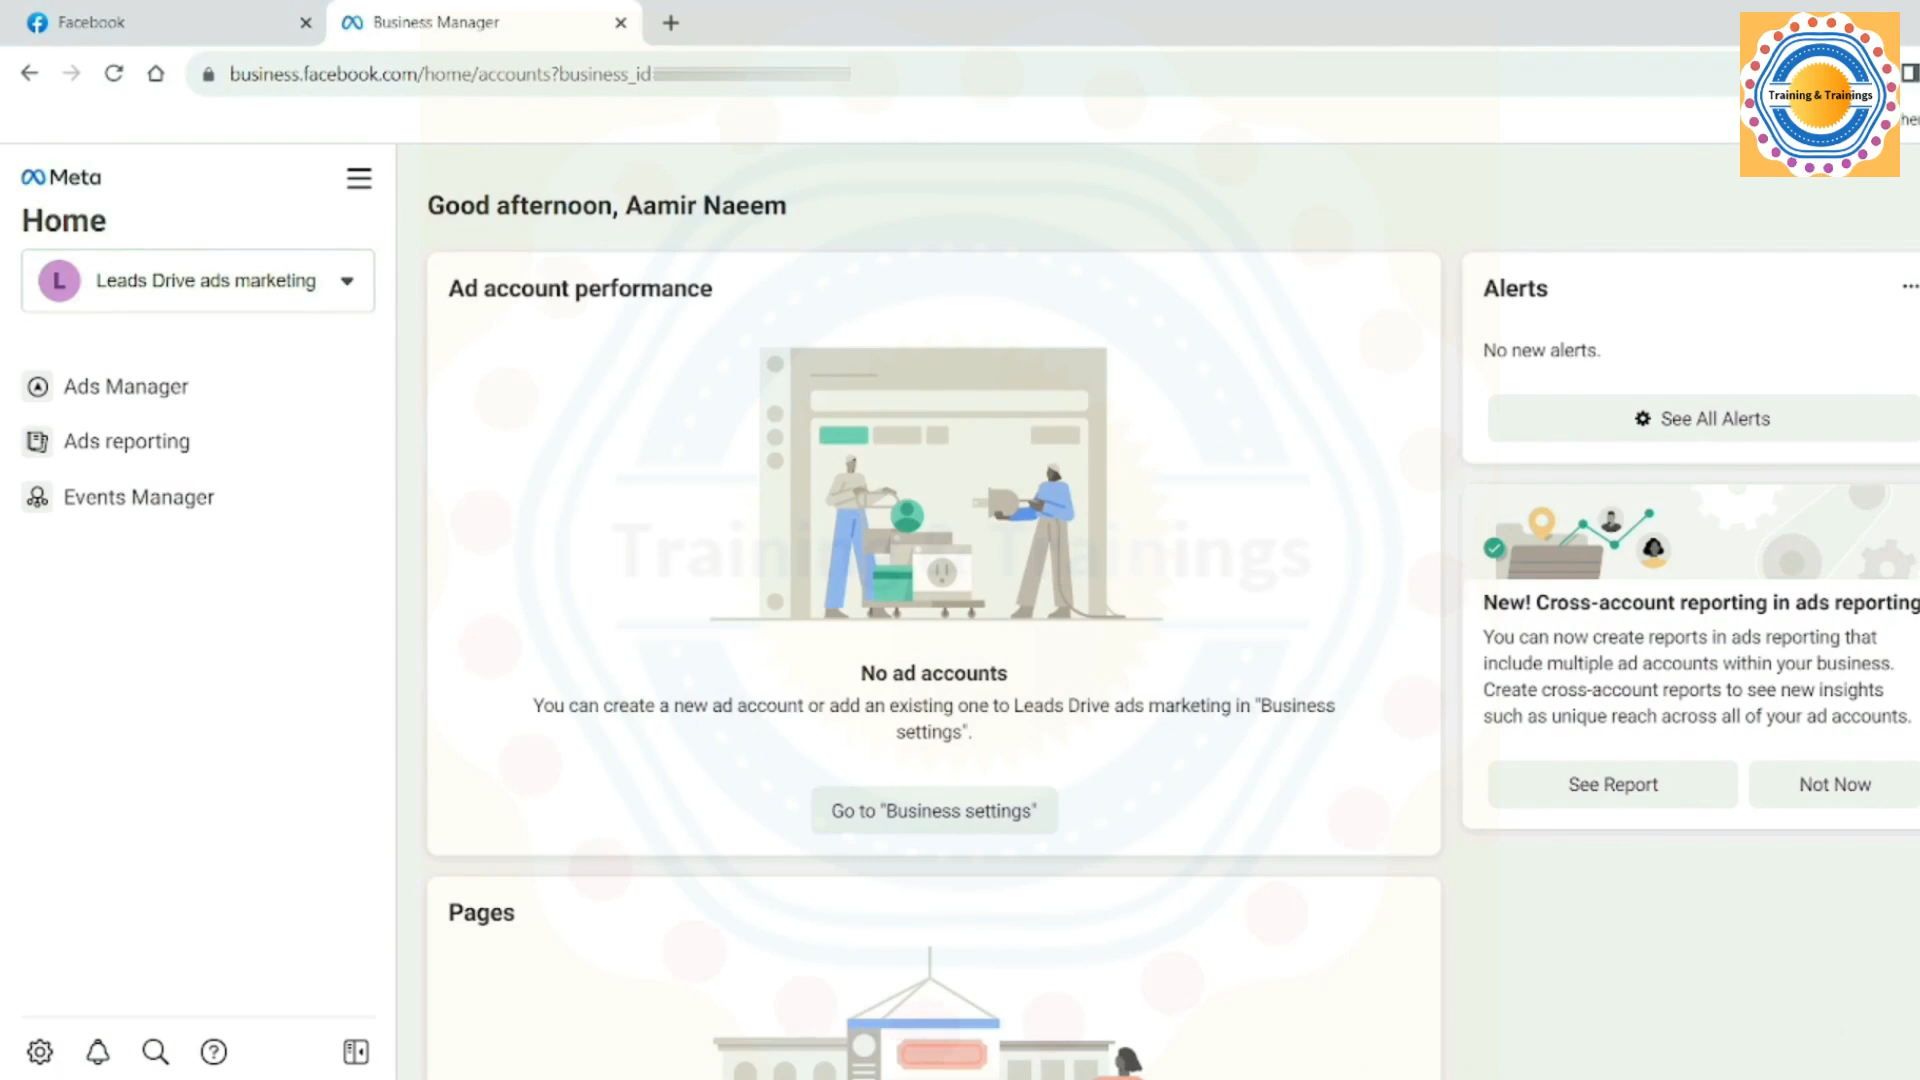 Facebook
Business Manager
business.facebook.com/home/accounts?business_id
Training & Trainings
Meta
Home
L
Leads Drive ads marketing
Ads Manager
Ads reporting
Events Manager
Good afternoon, Aamir Naeem
Ad account performance
Training & Trainings
No ad accounts
You can create a new ad account or add an existing one to Leads Drive ads marketing in "Business
settings".
Go to "Business settings"
Pages
Alerts
No new alerts.
See All Alerts
New! Cross-account reporting in ads reporting
You can now create reports in ads reporting that
include multiple ad accounts within your business.
Create cross-account reports to see new insights
such as unique reach across all of your ad accounts.
See Report
Not Now